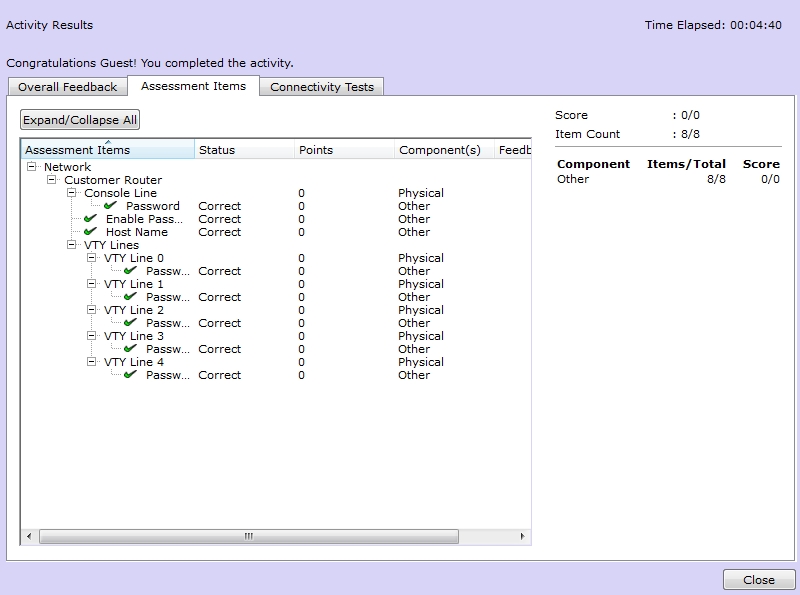 Activity Results
Time Elapsed: 00:04:40
Congratulations Guest! You completed the activity.
Overall Feedback Assessment Items Connectivity Tests
Expand/Collapse All
Assessment Items Status Points Component(s) Feedb
Network
Customer Router
Console Line 0 Physical
Password Correct 0 Other
Enable Pass... Correct 0 Other
Host Name Correct 0 Other
VTY Lines
VTY Line 0 0 Physical
Passw... Correct 0 Other
VTY Line 1 0 Physical
Passw... Correct 0 Other
VTY Line 2 0 Physical
Passw... Correct 0 Other
VTY Line 3 0 Physical
Passw... Correct 0 Other
VTY Line 4 0 Physical
Passw... Correct 0 Other
Score : 0/0
Item Count : 8/8
Component Items/Total Score
Other 8/8 0/0
Close